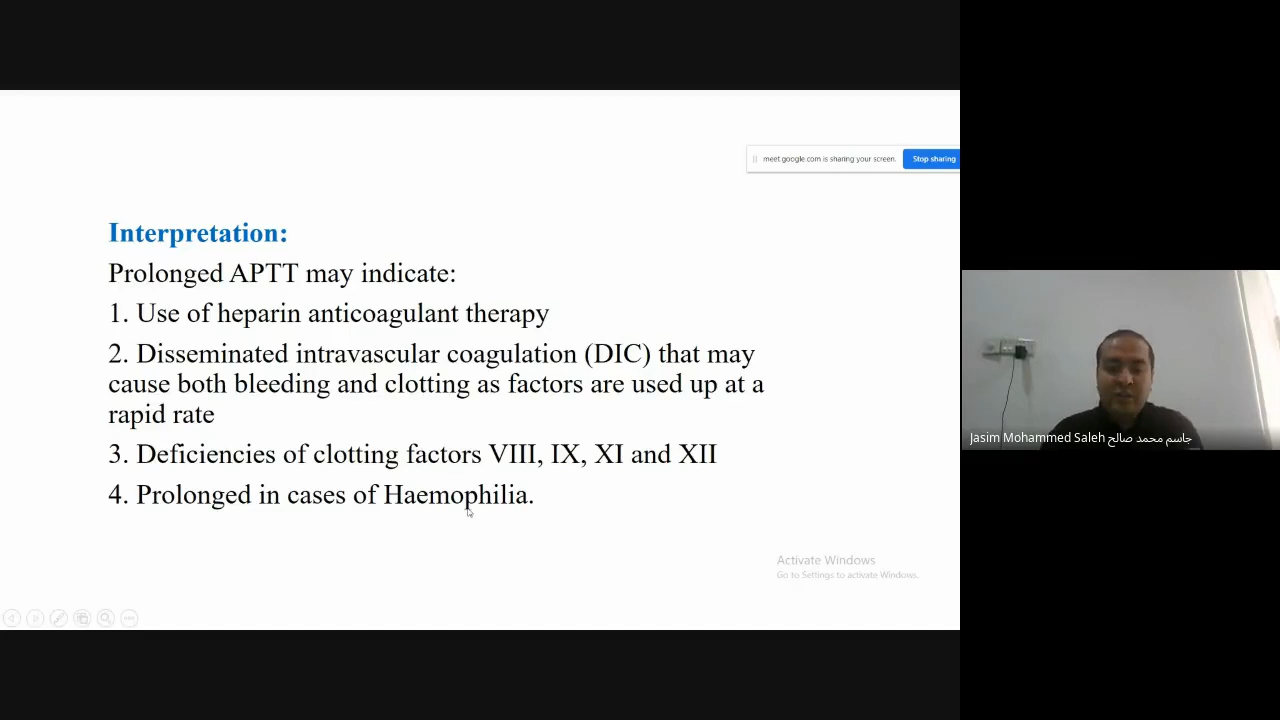 meet.google.com is sharing your screen.
Stop sharing
Interpretation:
Prolonged APTT may indicate:
1. Use of heparin anticoagulant therapy
2. Disseminated intravascular coagulation (DIC) that may
cause both bleeding and clotting as factors are used up at a
rapid rate
3. Deficiencies of clotting factors VIII, IX, XI and XII
4. Prolonged in cases of Haemophilia.
Jasim Mohammed Saleh جاسم محمد صالح
Activate Windows
Go to Settings to activate Windows.